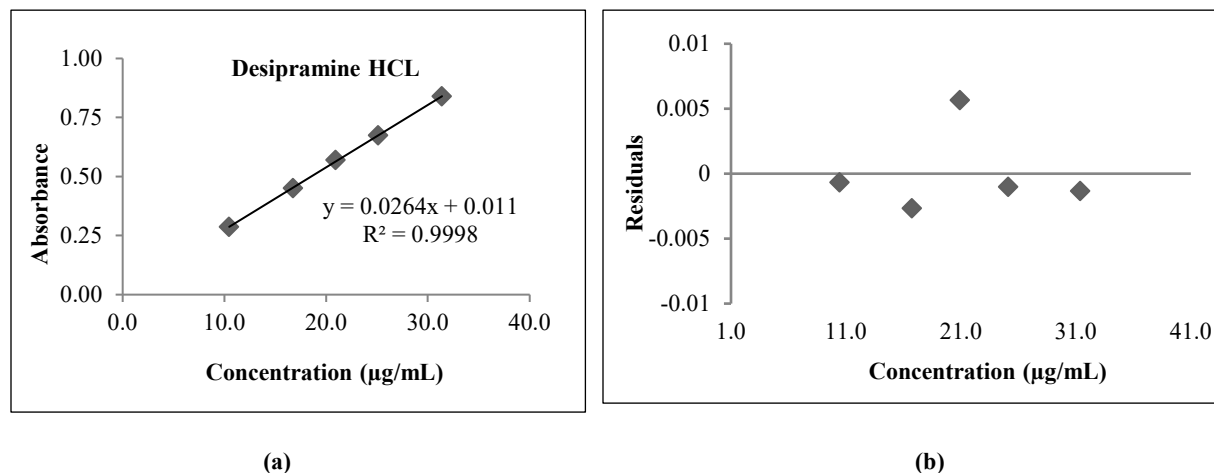 Desipramine HCL
1.00
0.75
0.50
0.25
0.00
Absorbance
y = 0.0264x + 0.011
R² = 0.9998
0.0 10.0 20.0 30.0 40.0
Concentration (µg/mL)
(a)
0.01
0.005
0
-0.005
-0.01
Residuals
1.0 11.0 21.0 31.0 41.0
Concentration (µg/mL)
(b)